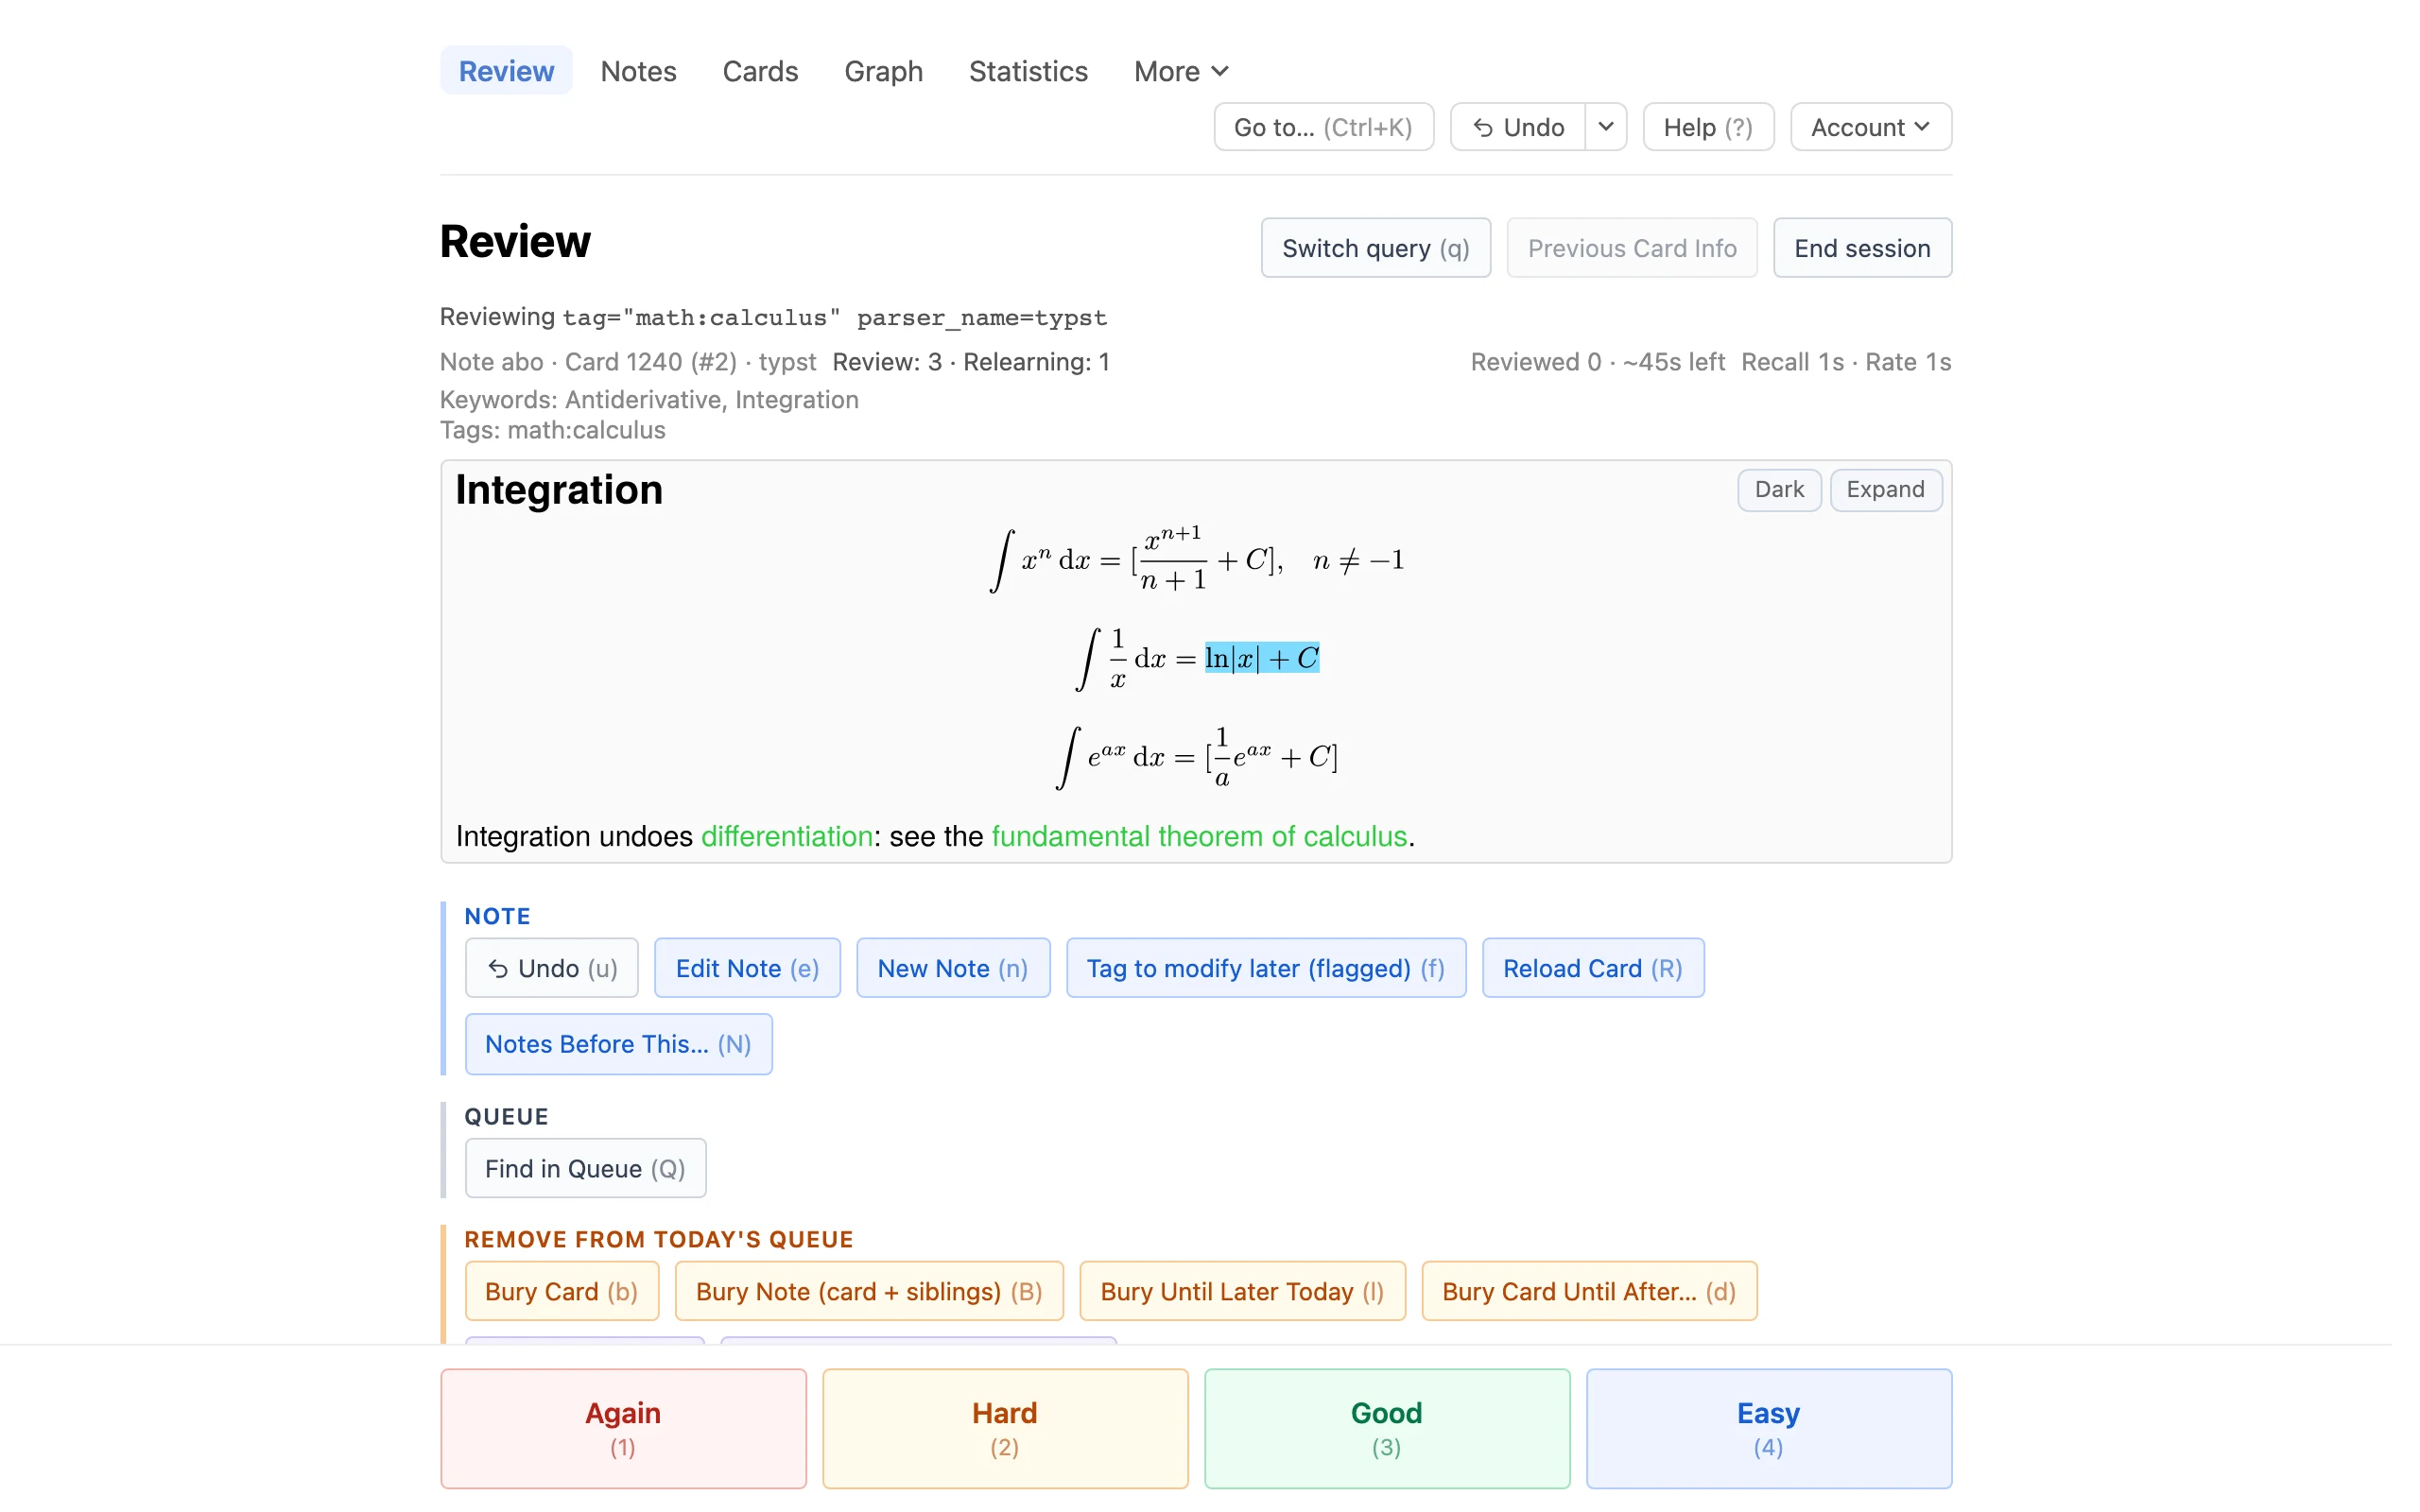 Review Notes Cards Graph Statistics More
Go to... (Ctrl+K) Undo Help (?) Account
Review Switch query (q) Previous Card Info End session
Reviewing tag="math:calculus" parser_name=typst
Note abo · Card 1240 (#2) · typst Review: 3 · Relearning: 1 Reviewed 0 · ~45s left Recall 1s · Rate 1s
Keywords: Antiderivative, Integration
Tags: math:calculus
Integration Dark Expand
∫ xⁿ dx = [xⁿ⁺¹/(n + 1) + C], n ≠ −1
∫ 1/x dx = ln|x| + C
∫ e^{ax} dx = [1/a e^{ax} + C]
Integration undoes differentiation: see the fundamental theorem of calculus.
NOTE
Undo (u) Edit Note (e) New Note (n) Tag to modify later (flagged) (f) Reload Card (R)
Notes Before This... (N)
QUEUE
Find in Queue (Q)
REMOVE FROM TODAY'S QUEUE
Bury Card (b) Bury Note (card + siblings) (B) Bury Until Later Today (l) Bury Card Until After... (d)
Again Hard Good Easy
(1) (2) (3) (4)